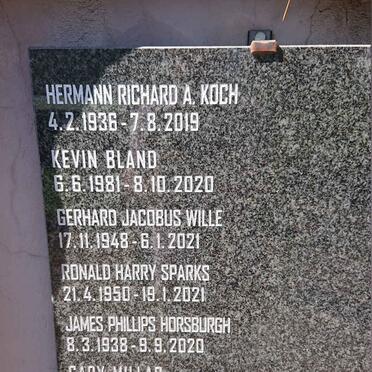 HERMANN RICHARD A. KOCH
4.2.1936 - 7.8.2019
KEVIN BLAND
6.6.1981 - 8.10.2020
GERHARD JACOBUS WILLE
17.11.1948 - 6.1.2021
RONALD HARRY SPARKS
21.4.1950 - 19.1.2021
JAMES PHILLIPS HORSBURGH
8.3.1938 - 9.9.2020
GARY MILLAR